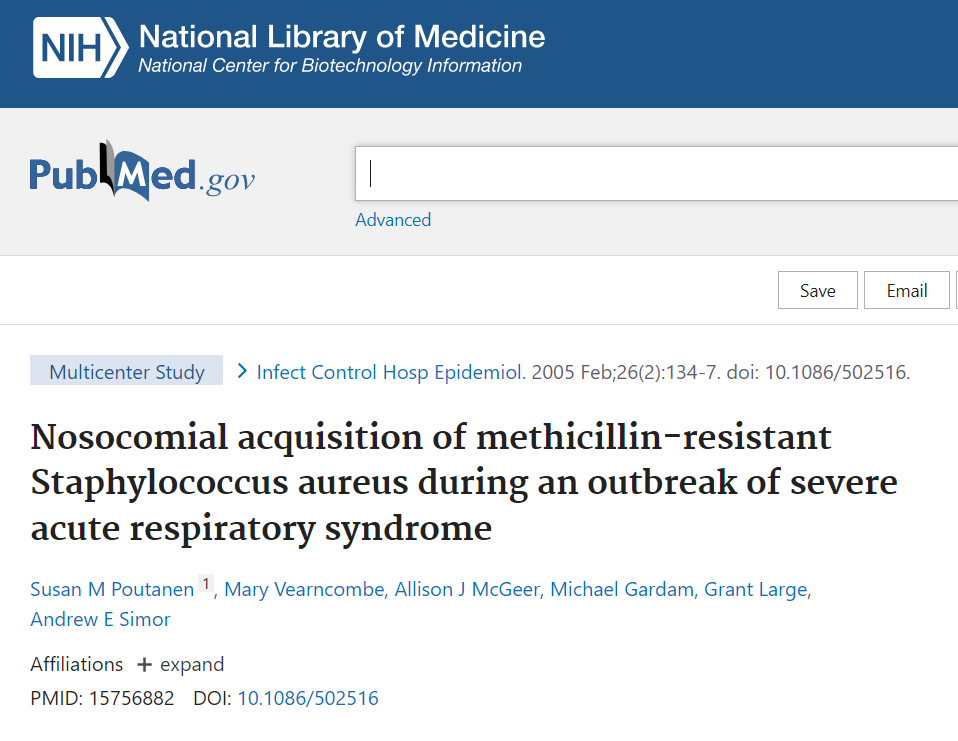 NIH National Library of Medicine
National Center for Biotechnology Information
PubMed.gov
Advanced
Save Email
Multicenter Study Infect Control Hosp Epidemiol. 2005 Feb;26(2):134-7. doi: 10.1086/502516.
Nosocomial acquisition of methicillin-resistant
Staphylococcus aureus during an outbreak of severe
acute respiratory syndrome
Susan M Poutanen 1, Mary Vearncombe, Allison J McGeer, Michael Gardam, Grant Large,
Andrew E Simor
Affiliations + expand
PMID: 15756882 DOI: 10.1086/502516